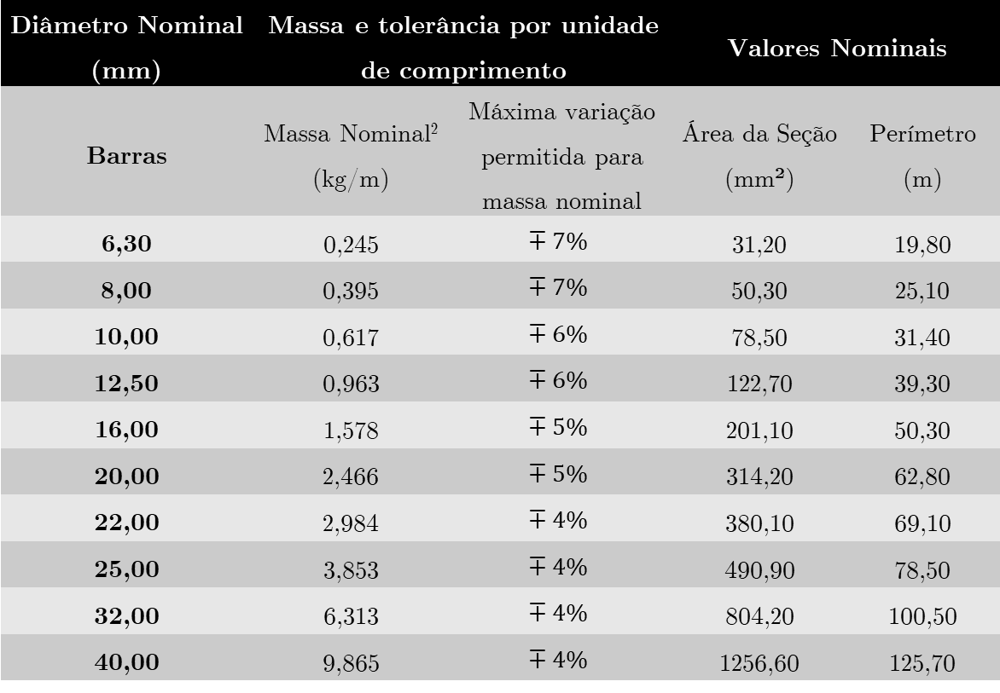 Diâmetro Nominal (mm) Massa e tolerância por unidade de comprimento Valores Nominais
Barras Massa Nominal² (kg/m) Máxima variação permitida para massa nominal Área da Seção (mm²) Perímetro (m)
6,30 0,245 ∓ 7% 31,20 19,80
8,00 0,395 ∓ 7% 50,30 25,10
10,00 0,617 ∓ 6% 78,50 31,40
12,50 0,963 ∓ 6% 122,70 39,30
16,00 1,578 ∓ 5% 201,10 50,30
20,00 2,466 ∓ 5% 314,20 62,80
22,00 2,984 ∓ 4% 380,10 69,10
25,00 3,853 ∓ 4% 490,90 78,50
32,00 6,313 ∓ 4% 804,20 100,50
40,00 9,865 ∓ 4% 1256,60 125,70